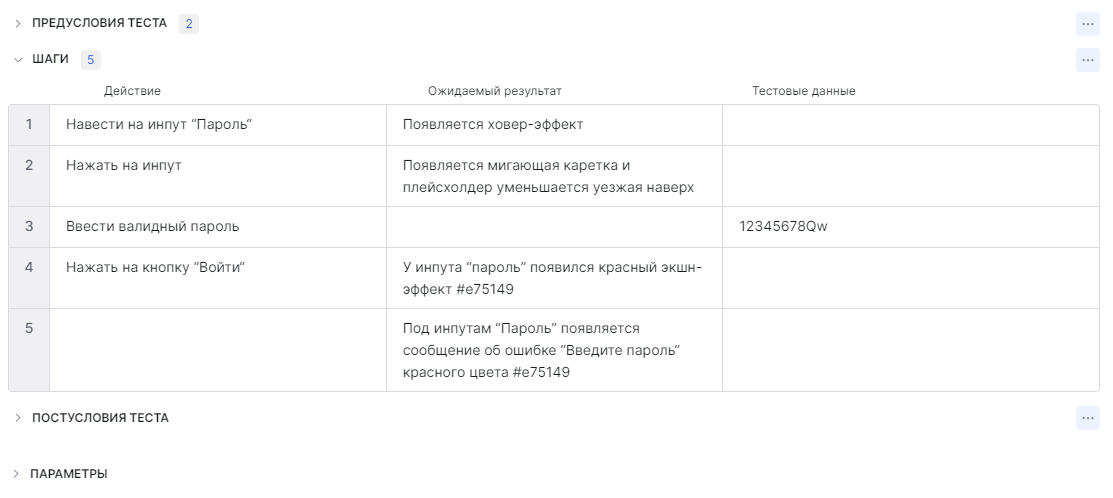 ПРЕДУСЛОВИЯ ТЕСТА 2
ШАГИ 5
Действие Ожидаемый результат Тестовые данные
1 Навести на инпут “Пароль“ Появляется ховер-эффект
2 Нажать на инпут Появляется мигающая каретка и
плейсхолдер уменьшается уезжая наверх
3 Ввести валидный пароль 12345678Qw
4 Нажать на кнопку “Войти“ У инпута “пароль” появился красный экшн-
эффект #e75149
5 Под инпутам “Пароль” появляется
сообщение об ошибке “Введите пароль“
красного цвета #e75149
ПОСТУСЛОВИЯ ТЕСТА
ПАРАМЕТРЫ